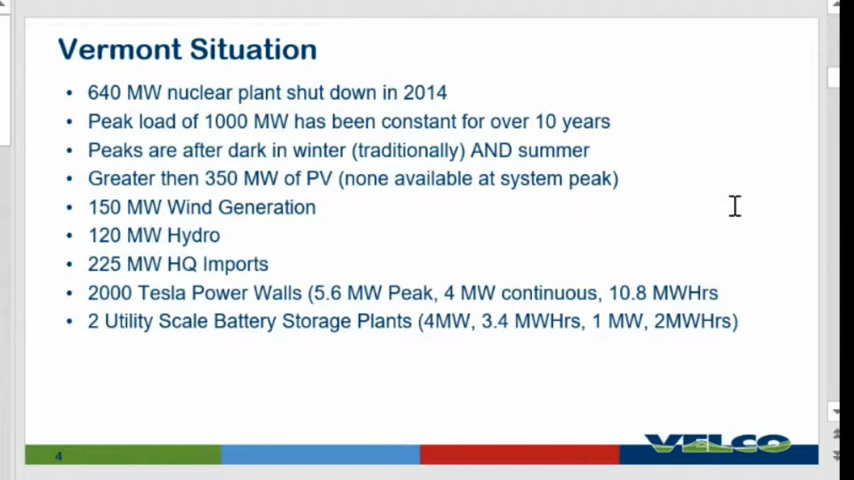 Vermont Situation
• 640 MW nuclear plant shut down in 2014
• Peak load of 1000 MW has been constant for over 10 years
• Peaks are after dark in winter (traditionally) AND summer
• Greater then 350 MW of PV (none available at system peak)
• 150 MW Wind Generation
• 120 MW Hydro
• 225 MW HQ Imports
• 2000 Tesla Power Walls (5.6 MW Peak, 4 MW continuous, 10.8 MWHrs
• 2 Utility Scale Battery Storage Plants (4MW, 3.4 MWHrs, 1 MW, 2MWHrs)
VELCO
4